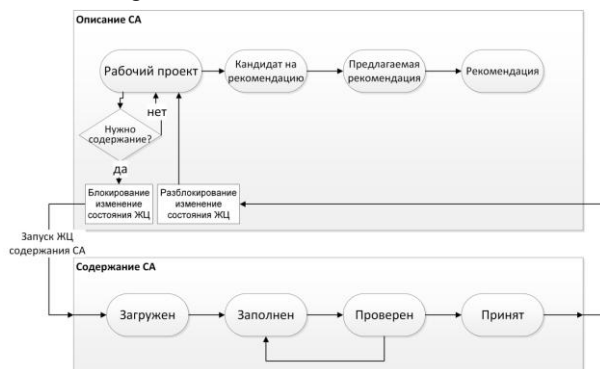 Описание СА
Рабочий проект
Кандидат на
рекомендацию
Предлагаемая
рекомендация
Рекомендация
нет
Нужно
содержание?
да
Блокирование
изменение
состояния ЖЦ
Разблокирование
изменение
состояния ЖЦ
Запуск ЖЦ
содержания СА
Содержание СА
Загружен
Заполнен
Проверен
Принят